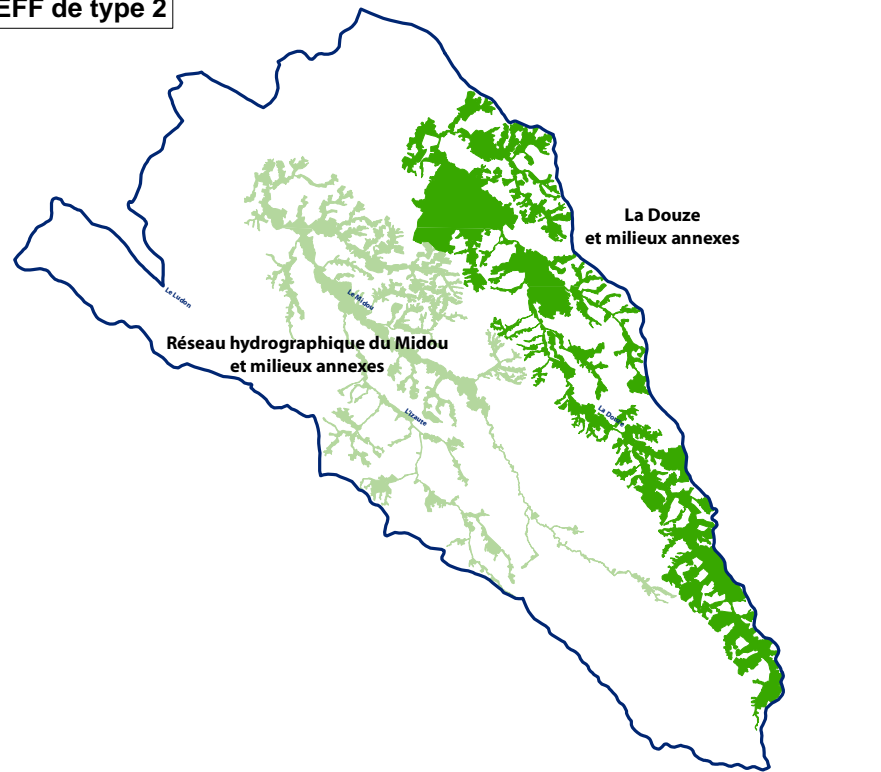 EFF de type 2
La Douze
et milieux annexes
Le Ludon
Le Midou
Réseau hydrographique du Midou
et milieux annexes
L'Izaute
La Douze